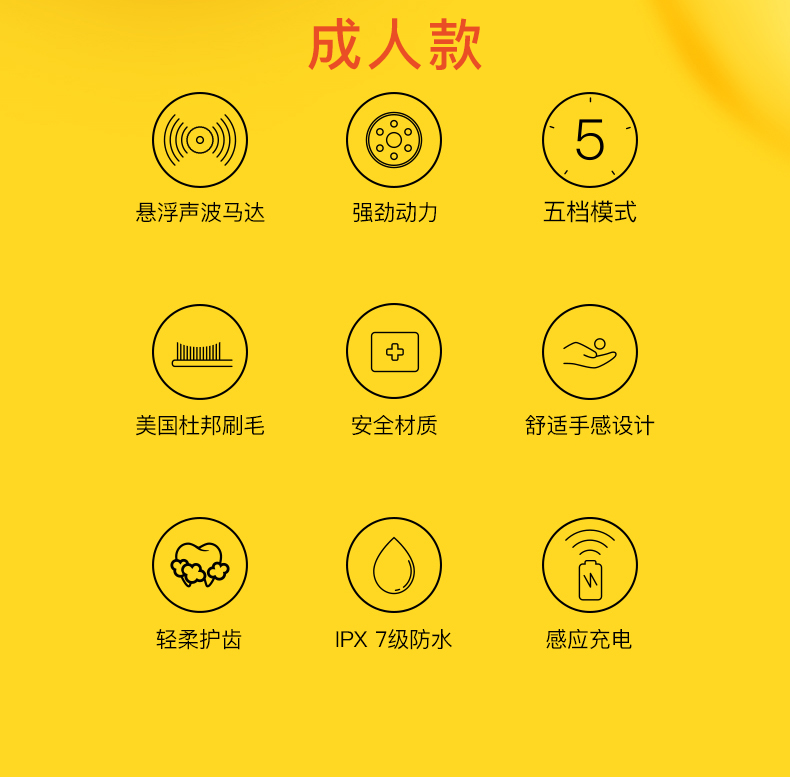 成人款
悬浮声波马达
强劲动力
5
五档模式
美国杜邦刷毛
安全材质
舒适手感设计
轻柔护齿
IPX 7级防水
感应充电